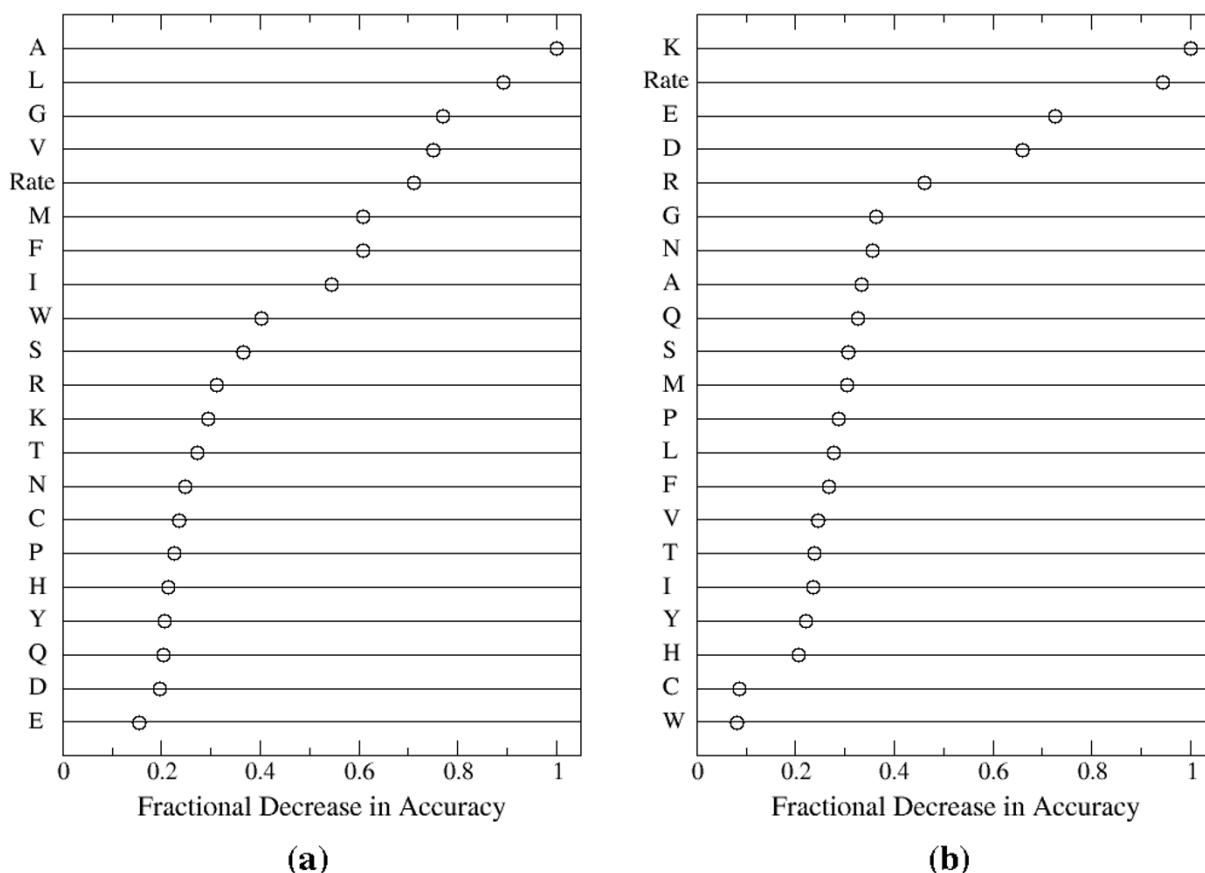 A
L
G
V
Rate
M
F
I
W
S
R
K
T
N
C
P
H
Y
Q
D
E
0 0.2 0.4 0.6 0.8 1
Fractional Decrease in Accuracy
(a)
K
Rate
E
D
R
G
N
A
Q
S
M
P
L
F
V
T
I
Y
H
C
W
0 0.2 0.4 0.6 0.8 1
Fractional Decrease in Accuracy
(b)